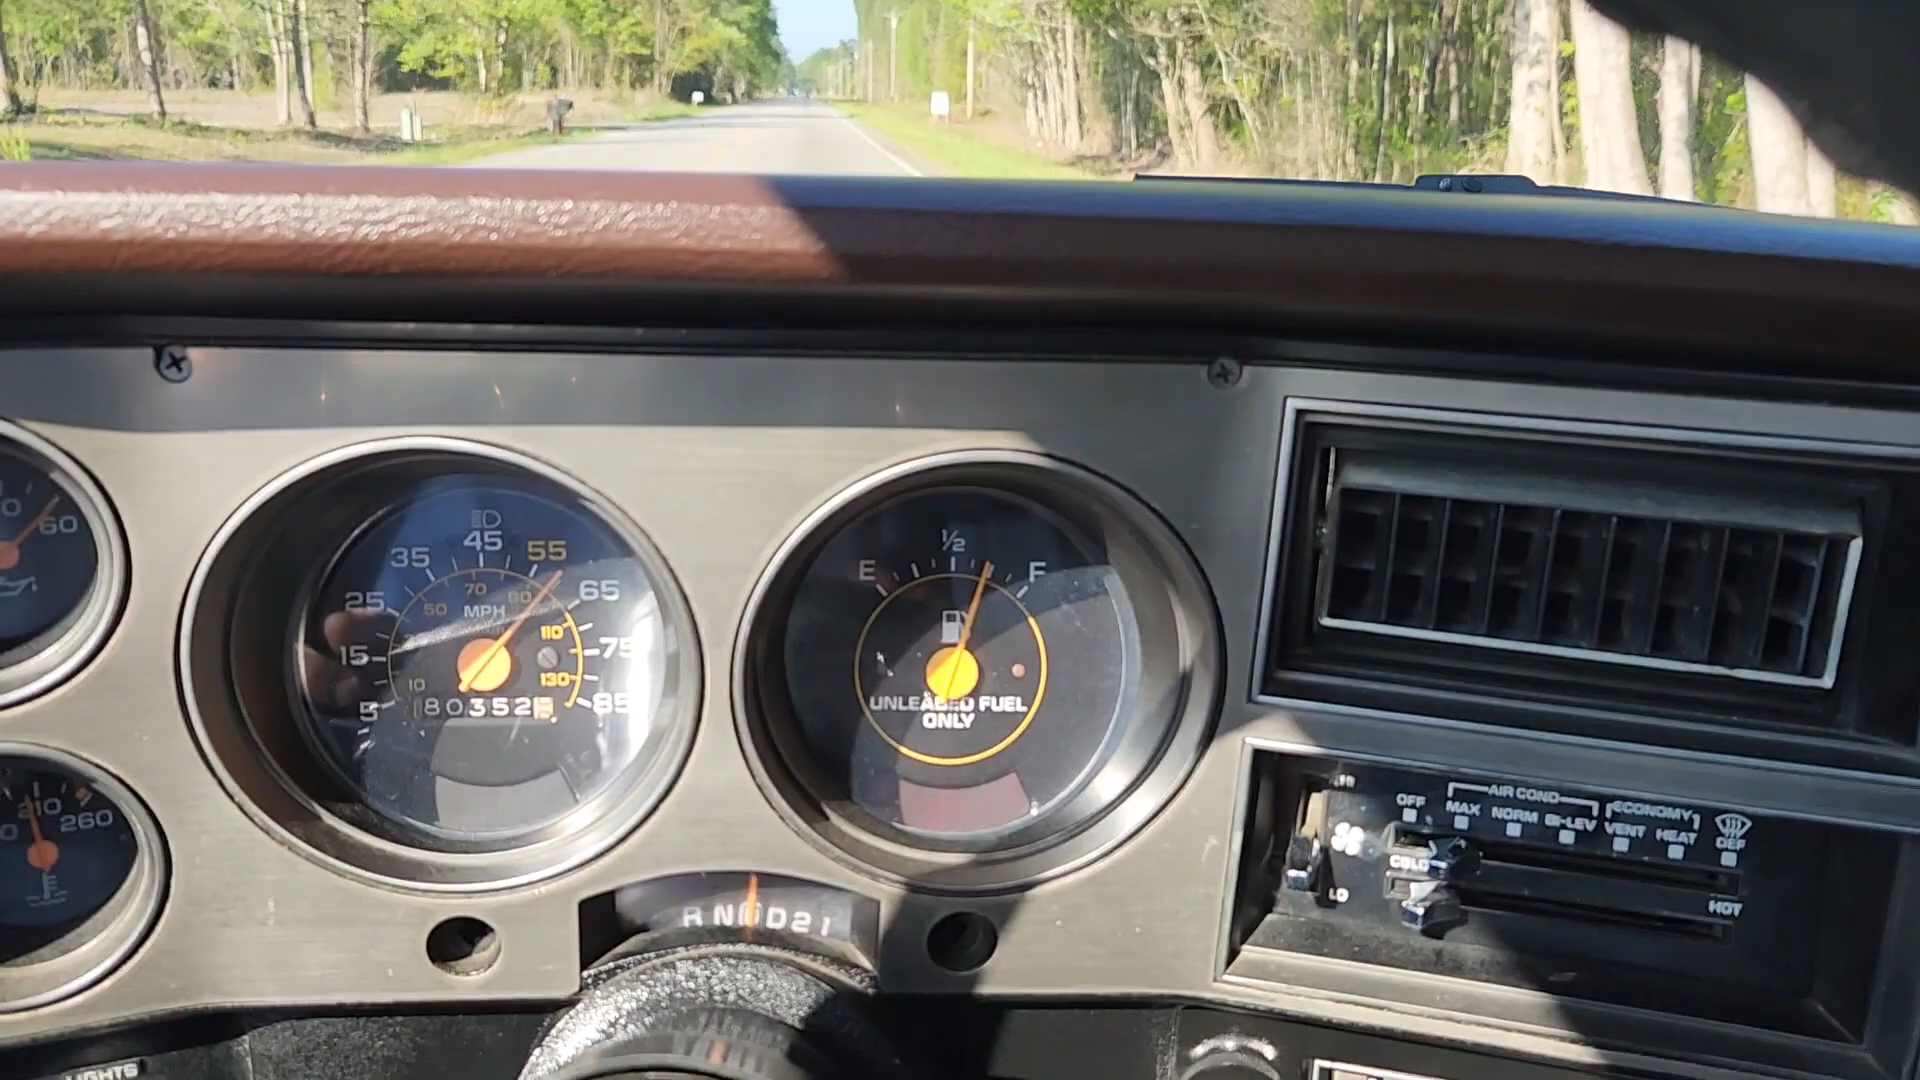 60
210
260
45
35
55
25
65
15
75
5
85
70
50
80
MPH
110
10
130
80352
1/2
E
F
UNLEADED FUEL
ONLY
R N D 2 1
AIR COND
ECONOMY
OFF
MAX
NORM
BI-LEV
VENT
HEAT
DEF
COLD
LO
HOT
LIGHTS